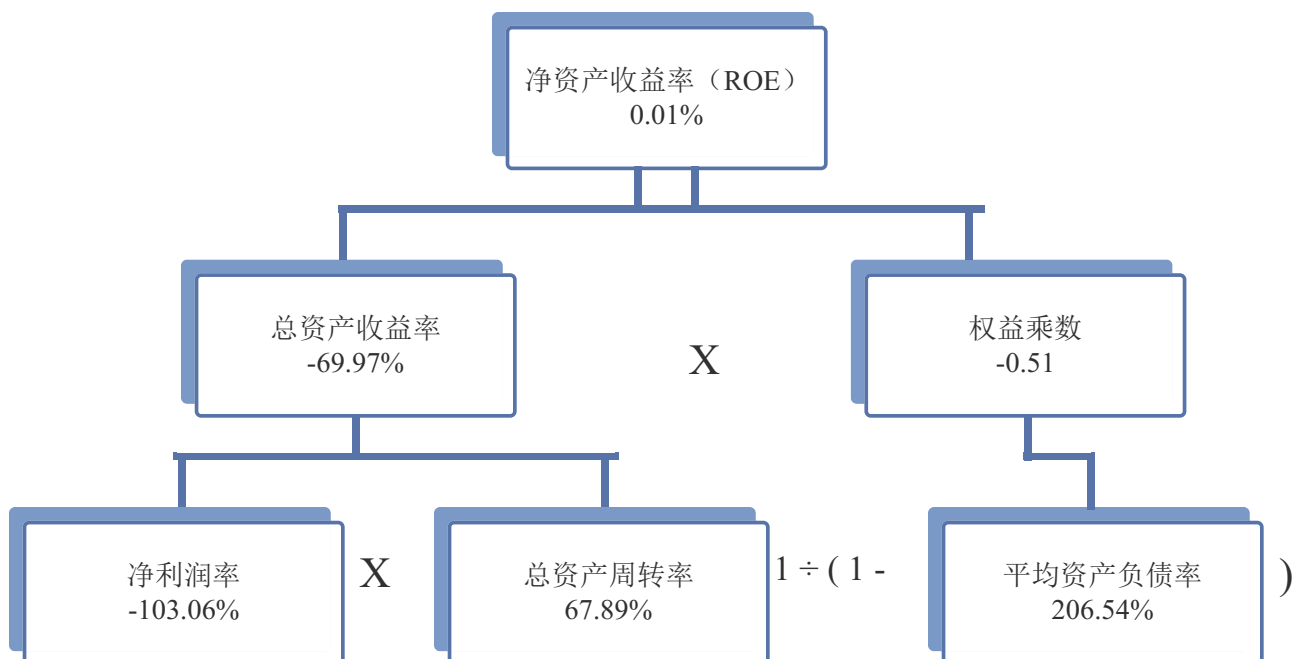 净资产收益率（ROE）
0.01%
总资产收益率
-69.97%
X
权益乘数
-0.51
净利润率
-103.06%
X
总资产周转率
67.89%
1 ÷ ( 1 -
平均资产负债率
206.54%
)